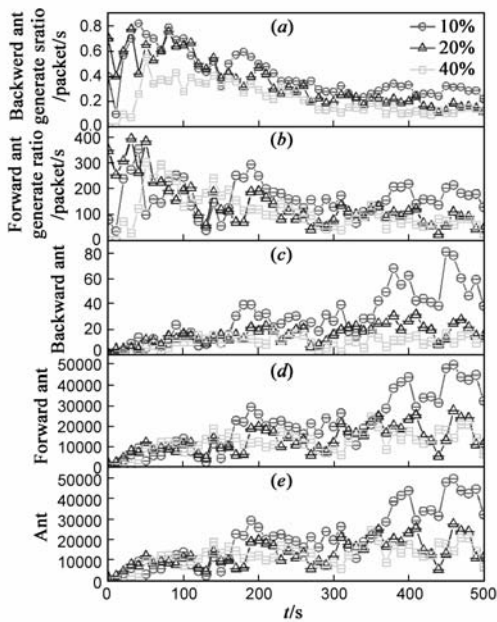 Backwerd ant
generate sratio
/packet/s
0.8
0.6
0.4
0.2
0.0
(a)
10%
20%
40%
Forward ant
generate ratio
/packet/s
400
300
200
100
0
(b)
Backward ant
80
60
40
20
0
(c)
Forward ant
50000
40000
30000
20000
10000
0
(d)
Ant
50000
40000
30000
20000
10000
0
(e)
0 100 200 300 400 500
t/s